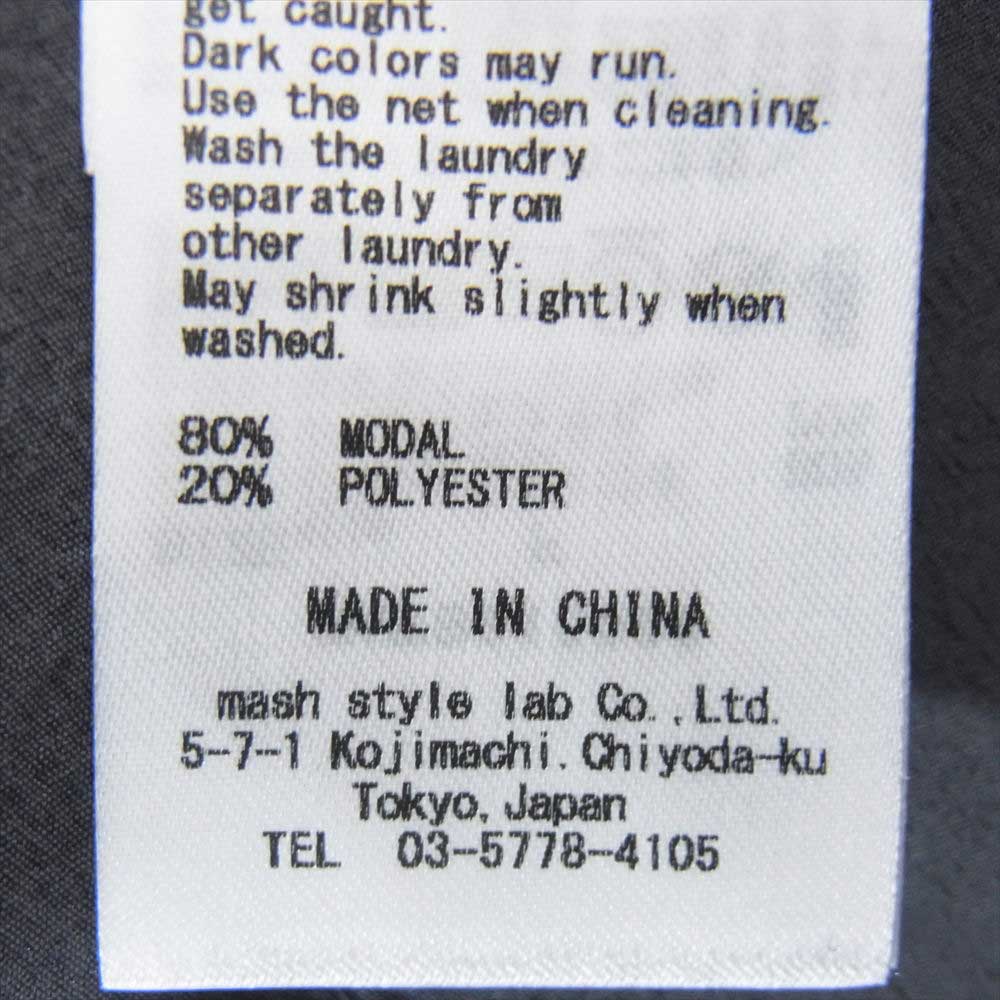 get caught.
Dark colors may run.
Use the net when cleaning.
Wash the laundry
separately from
other laundry.
May shrink slightly when
washed.
80% MODAL
20% POLYESTER
MADE IN CHINA
mash style lab Co.,Ltd.
5-7-1 Kojimachi.Chiyoda-ku
Tokyo,Japan
TEL 03-5778-4105